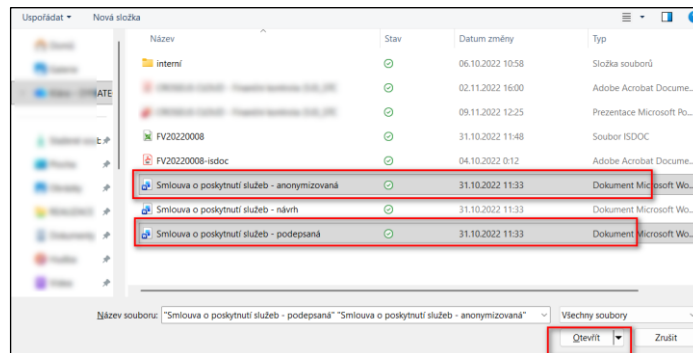 Uspořádat Nová složka
Název Stav Datum změny Typ
interní 06.10.2022 10:58 Složka souborů
02.11.2022 16:00 Adobe Acrobat Docume...
09.11.2022 12:25 Prezentace Microsoft Po...
FV20220008 31.10.2022 11:48 Soubor ISDOC
FV20220008-isdoc 04.10.2022 0:12 Adobe Acrobat Docume...
Smlouva o poskytnutí služeb - anonymizovaná 31.10.2022 11:33 Dokument Microsoft Wo...
Smlouva o poskytnutí služeb - návrh 31.10.2022 11:33 Dokument Microsoft Wo...
Smlouva o poskytnutí služeb - podepsaná 31.10.2022 11:33 Dokument Microsoft Wo...
Název souboru: "Smlouva o poskytnutí služeb - podepsaná" "Smlouva o poskytnutí služeb - anonymizovaná" Všechny soubory
Otevřít Zrušit